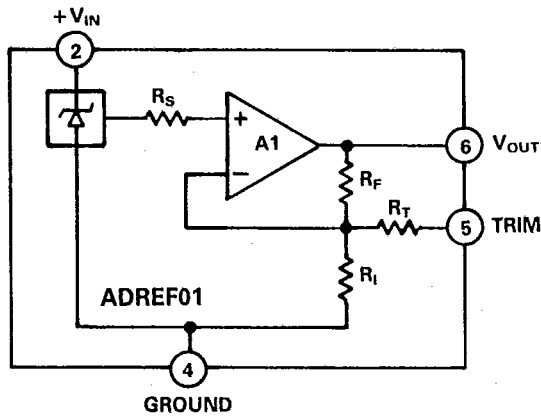 +VIN
2
RS
+
A1
−
6
VOUT
RF
RT
5
TRIM
RI
ADREF01
4
GROUND